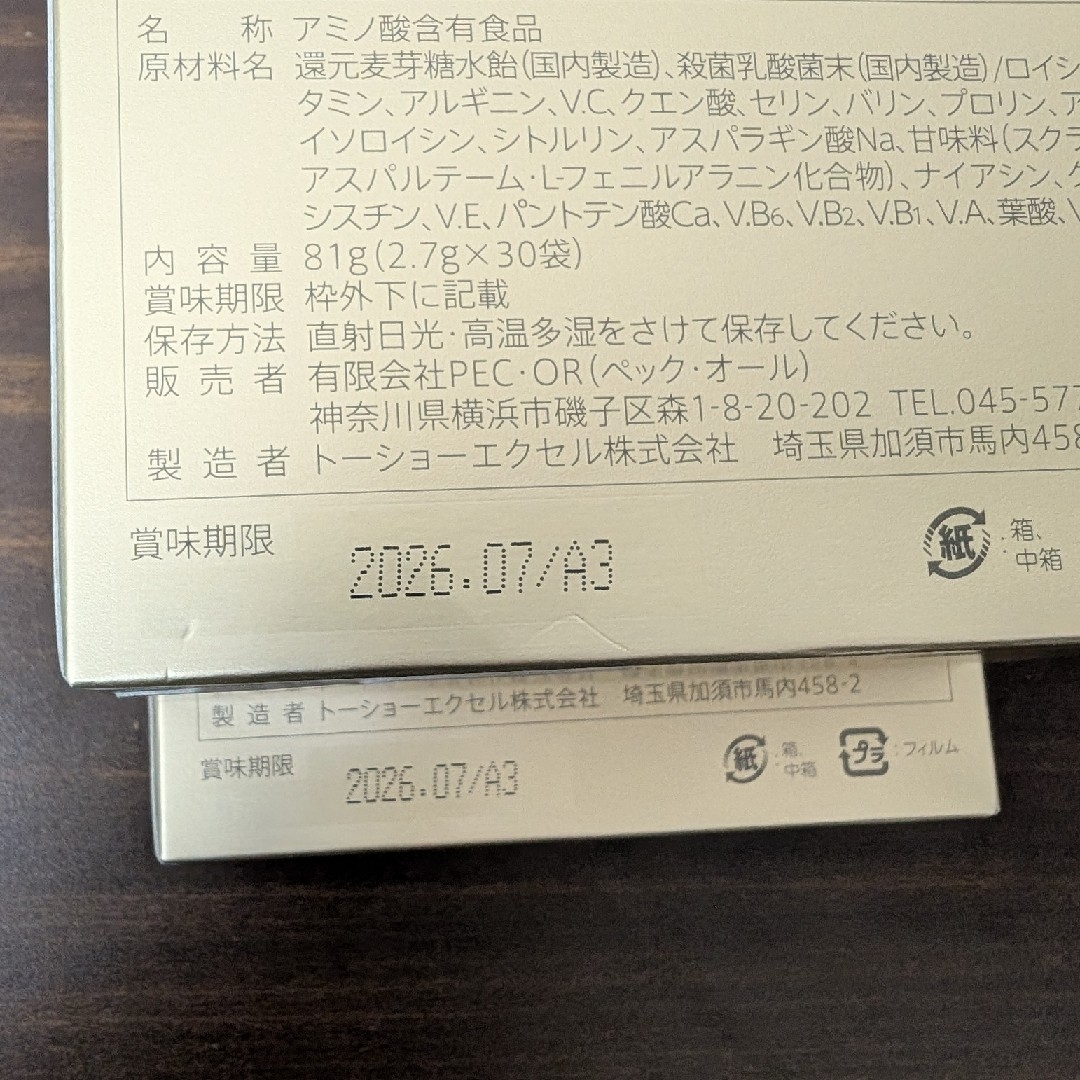 名 称 アミノ酸含有食品
原材料名 還元麦芽糖水飴(国内製造)、殺菌乳酸菌末(国内製造)/ロイシ
タミン、アルギニン、V.C、クエン酸、セリン、バリン、プロリン、ア
イソロイシン、シトルリン、アスパラギン酸Na、甘味料(スクラ
アスパルテーム・L-フェニルアラニン化合物)、ナイアシン、グ
シスチン、V.E、パントテン酸Ca、V.B6、V.B2、V.B1、V.A、葉酸、V
内容量 81g(2.7g×30袋)
賞味期限 枠外下に記載
保存方法 直射日光・高温多湿をさけて保存してください。
販売者 有限会社PEC・OR(ペック・オール)
神奈川県横浜市磯子区森1-8-20-202 TEL.045-577
製造者 トーショーエクセル株式会社 埼玉県加須市馬内458
賞味期限 2026.07/A3
紙 :箱、
中箱
製造者 トーショーエクセル株式会社 埼玉県加須市馬内458-2
賞味期限 2026.07/A3
紙 :箱、
中箱
プラ :フィルム